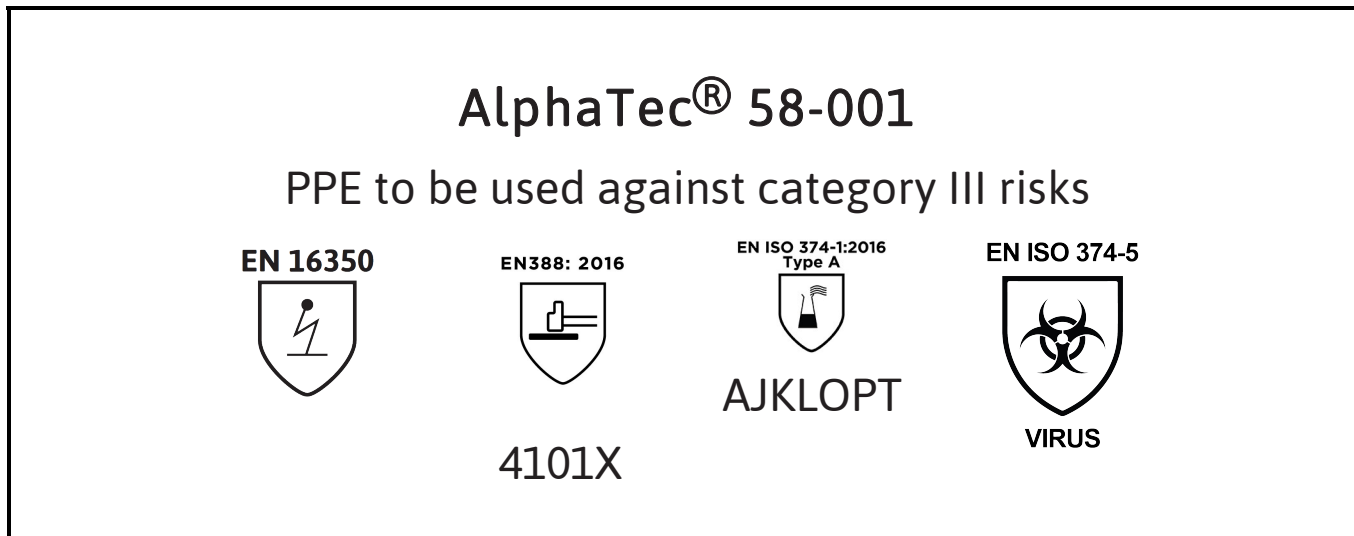 AlphaTec® 58-001
PPE to be used against category III risks
EN 16350
EN388: 2016
4101X
EN ISO 374-1:2016
Type A
AJKLOPT
EN ISO 374-5
VIRUS